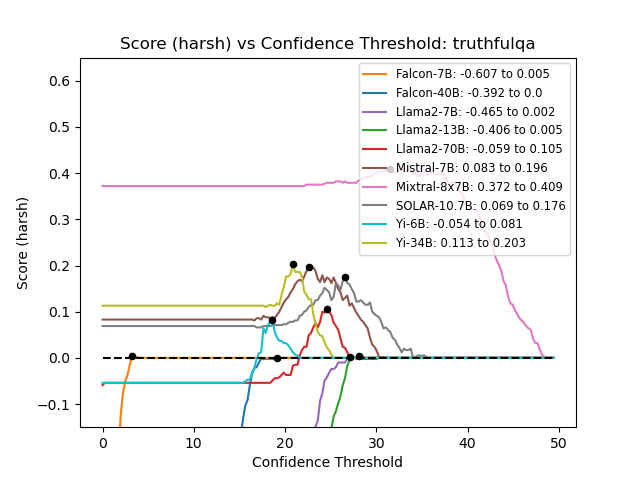 Score (harsh) vs Confidence Threshold: truthfulqa
Score (harsh)
0.6
0.5
0.4
0.3
0.2
0.1
0.0
−0.1
Falcon-7B: -0.607 to 0.005
Falcon-40B: -0.392 to 0.0
Llama2-7B: -0.465 to 0.002
Llama2-13B: -0.406 to 0.005
Llama2-70B: -0.059 to 0.105
Mistral-7B: 0.083 to 0.196
Mixtral-8x7B: 0.372 to 0.409
SOLAR-10.7B: 0.069 to 0.176
Yi-6B: -0.054 to 0.081
Yi-34B: 0.113 to 0.203
0 10 20 30 40 50
Confidence Threshold